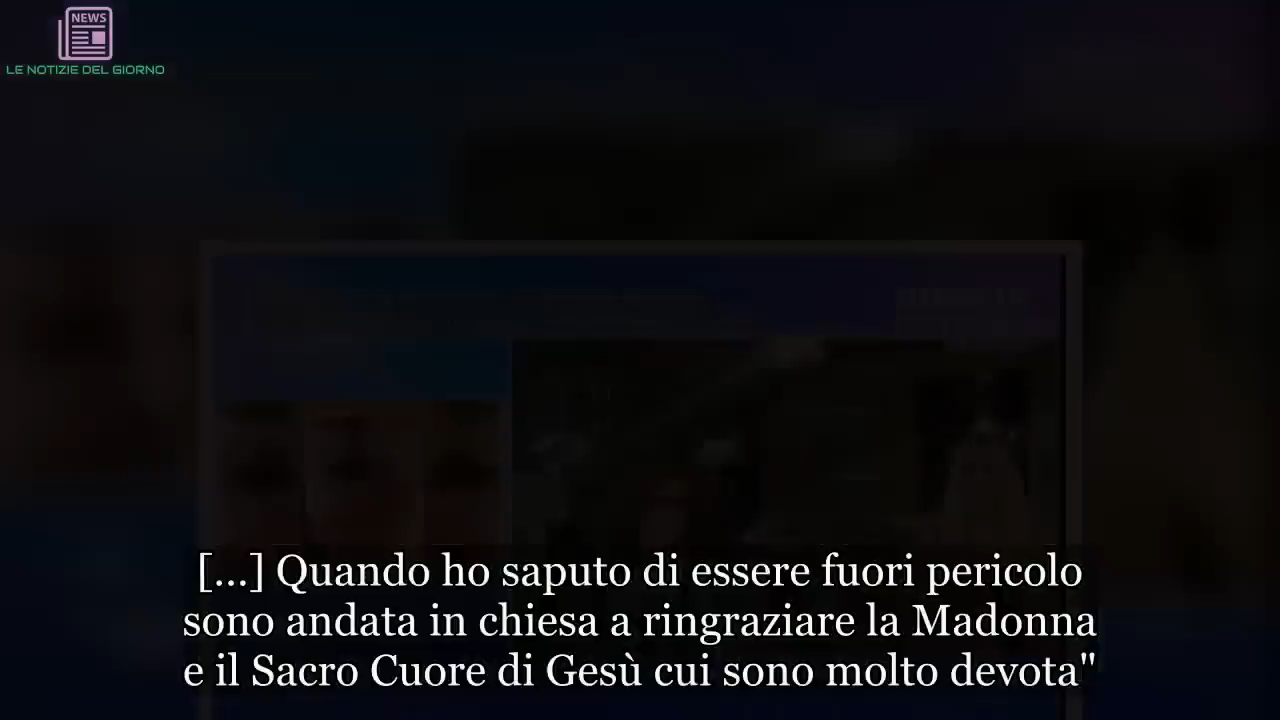 NEWS
LE NOTIZIE DEL GIORNO
[...] Quando ho saputo di essere fuori pericolo
sono andata in chiesa a ringraziare la Madonna
e il Sacro Cuore di Gesù cui sono molto devota"